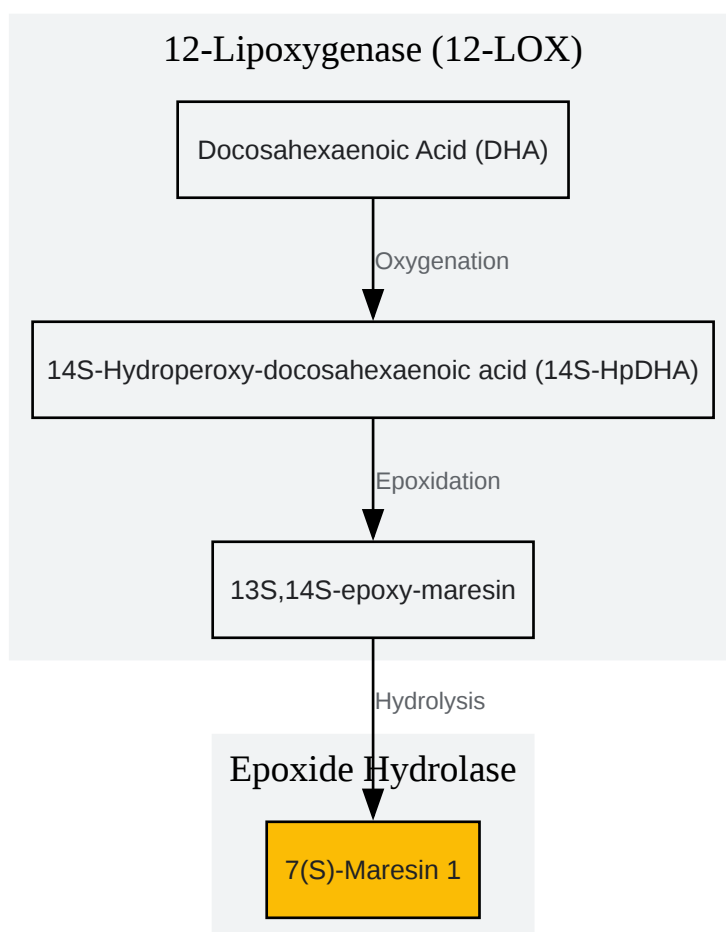 12-Lipoxygenase (12-LOX)
Docosahexaenoic Acid (DHA)
Oxygenation
14S-Hydroperoxy-docosahexaenoic acid (14S-HpDHA)
Epoxidation
13S,14S-epoxy-maresin
Hydrolysis
Epoxide Hydrolase
7(S)-Maresin 1